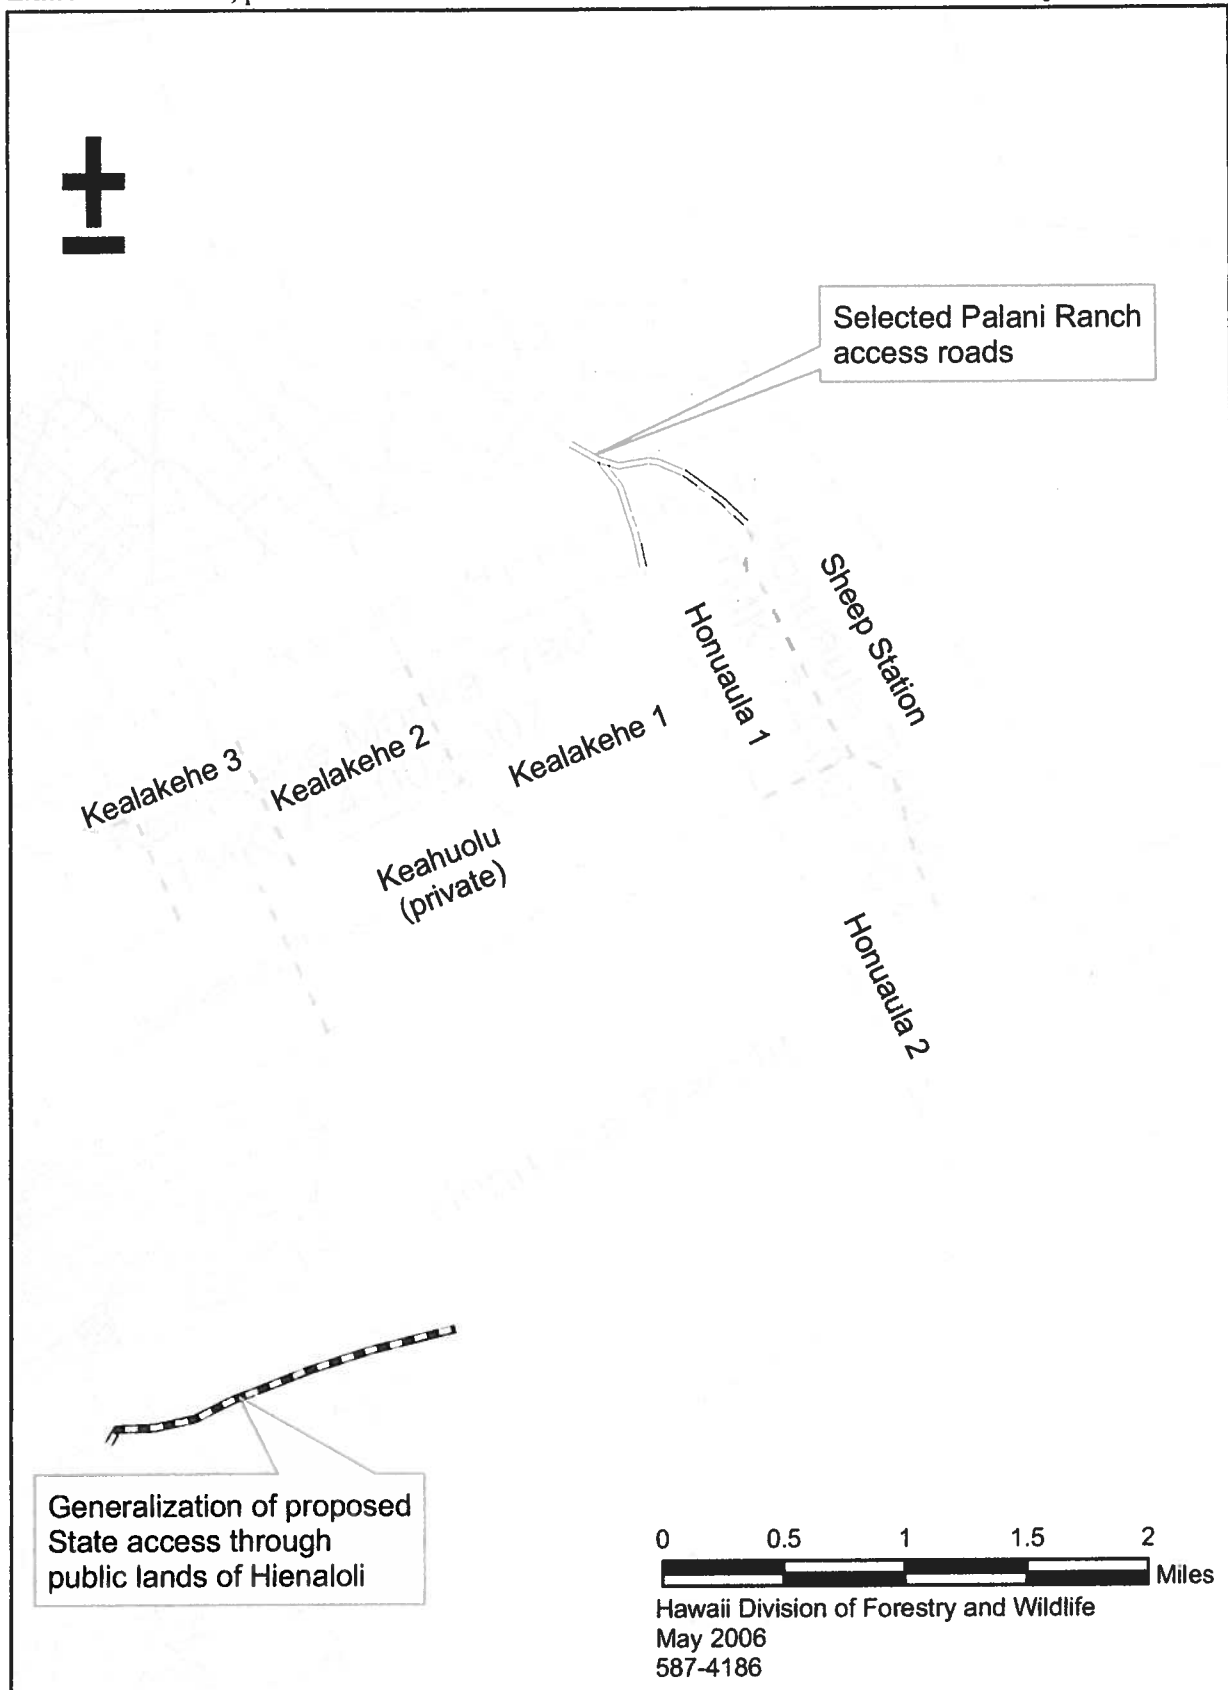 Selected Palani Ranch
access roads
Sheep Station
Honuaula 1
Kealakehe 1
Kealakehe 2
Kealakehe 3
Keahuolu
(private)
Honuaula 2
Generalization of proposed
State access through
public lands of Hienaloli
0 0.5 1 1.5 2
Miles
Hawaii Division of Forestry and Wildlife
May 2006
587-4186